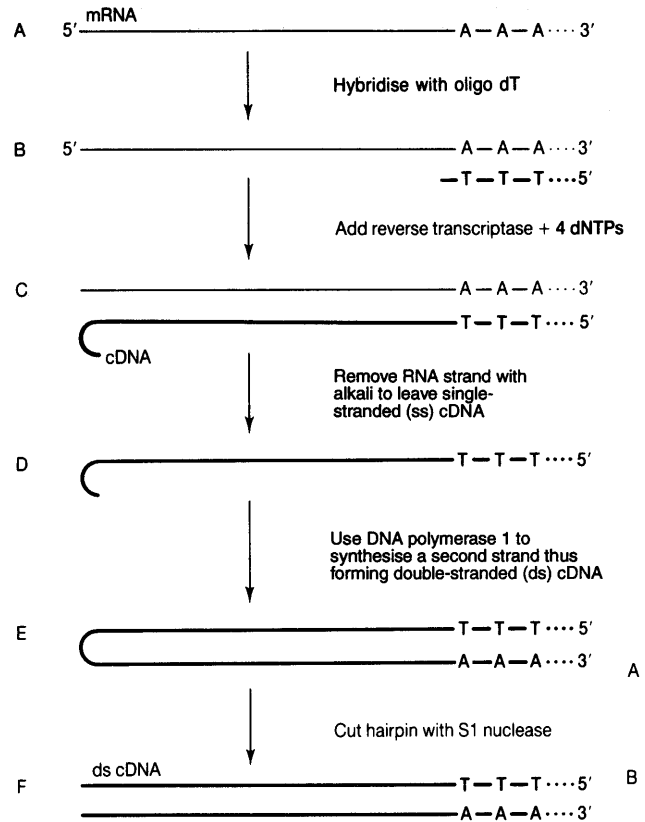 A 5′ mRNA A—A—A···· 3′
Hybridise with oligo dT
B 5′ A—A—A····3′
—T—T—T····5′
Add reverse transcriptase + 4 dNTPs
C A—A—A····3′
T—T—T····5′
cDNA
Remove RNA strand with
alkali to leave single-
stranded (ss) cDNA
D T—T—T····5′
Use DNA polymerase 1 to
synthesise a second strand thus
forming double-stranded (ds) cDNA
E T—T—T····5′
A—A—A····3′
A
Cut hairpin with S1 nuclease
ds cDNA
F T—T—T····5′
B
A—A—A····3′